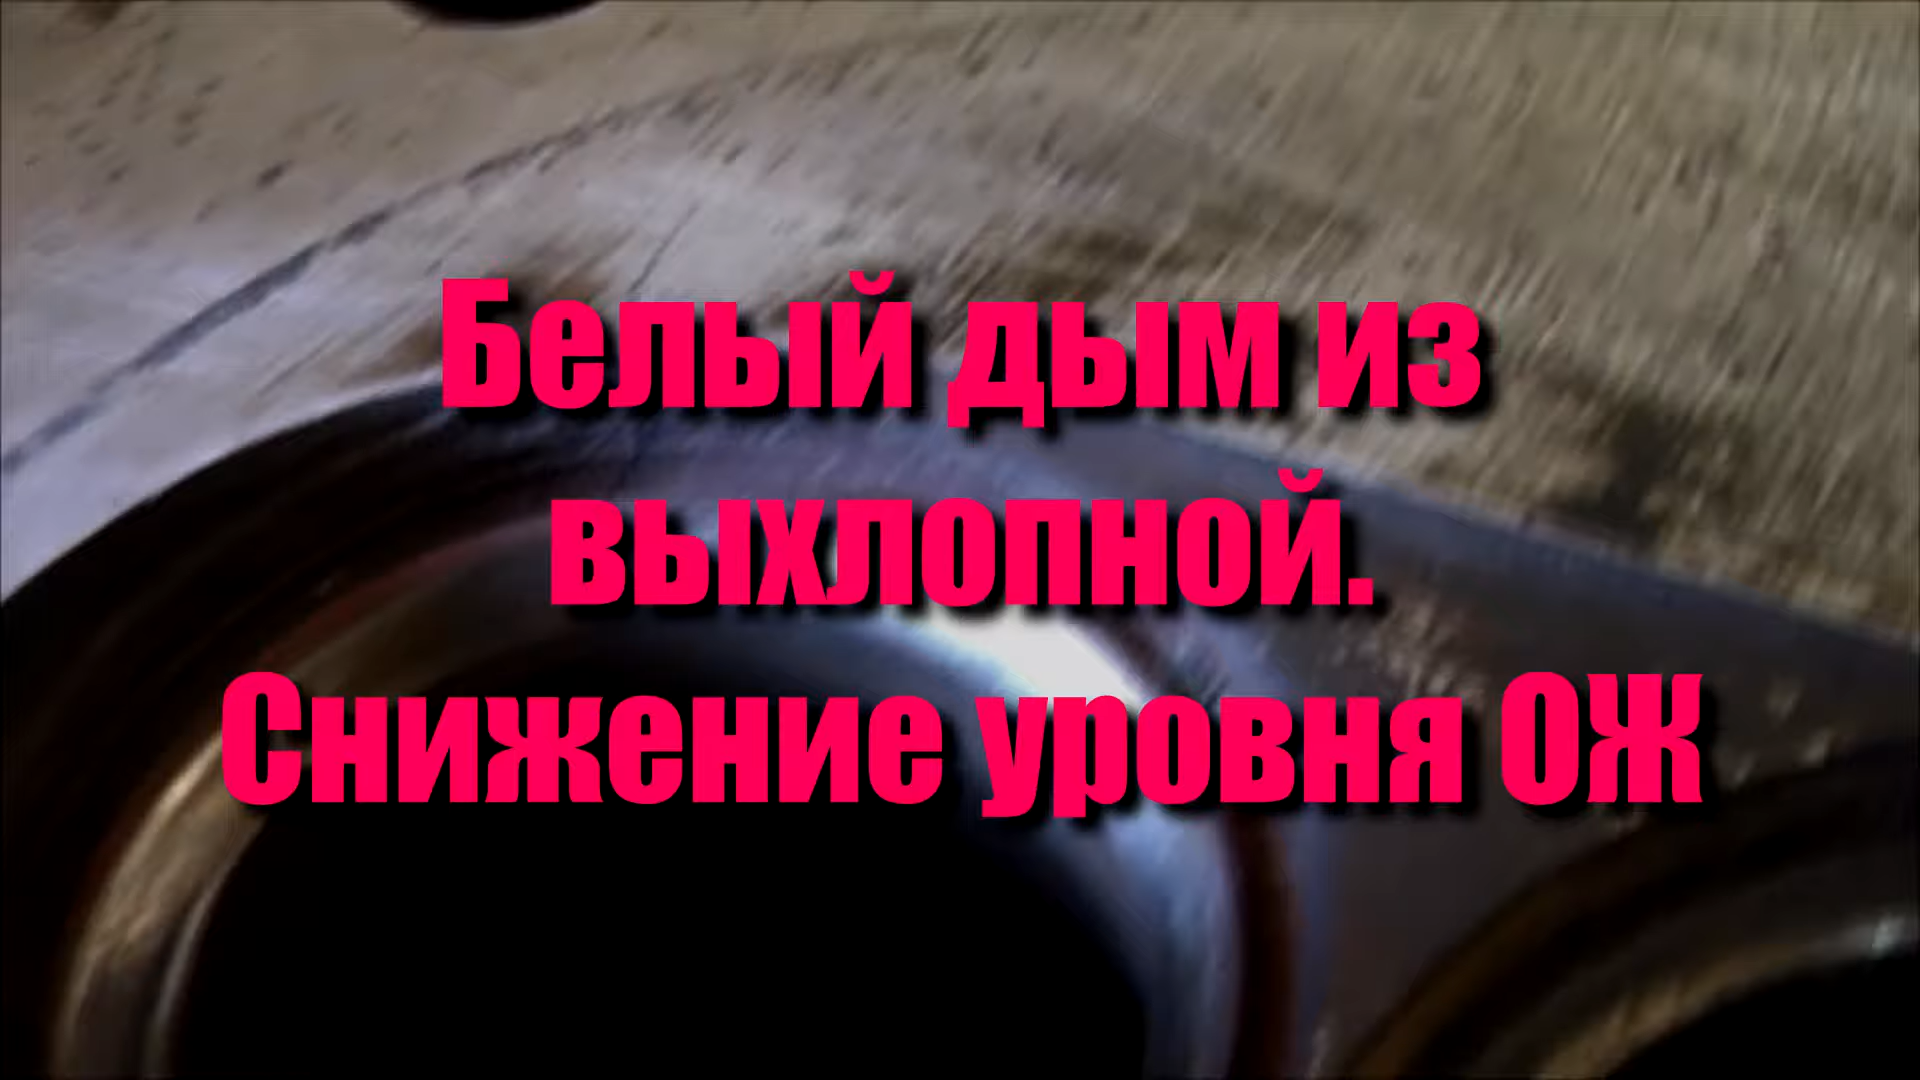 Белый дым из
выхлопной.
Снижение уровня ОЖ